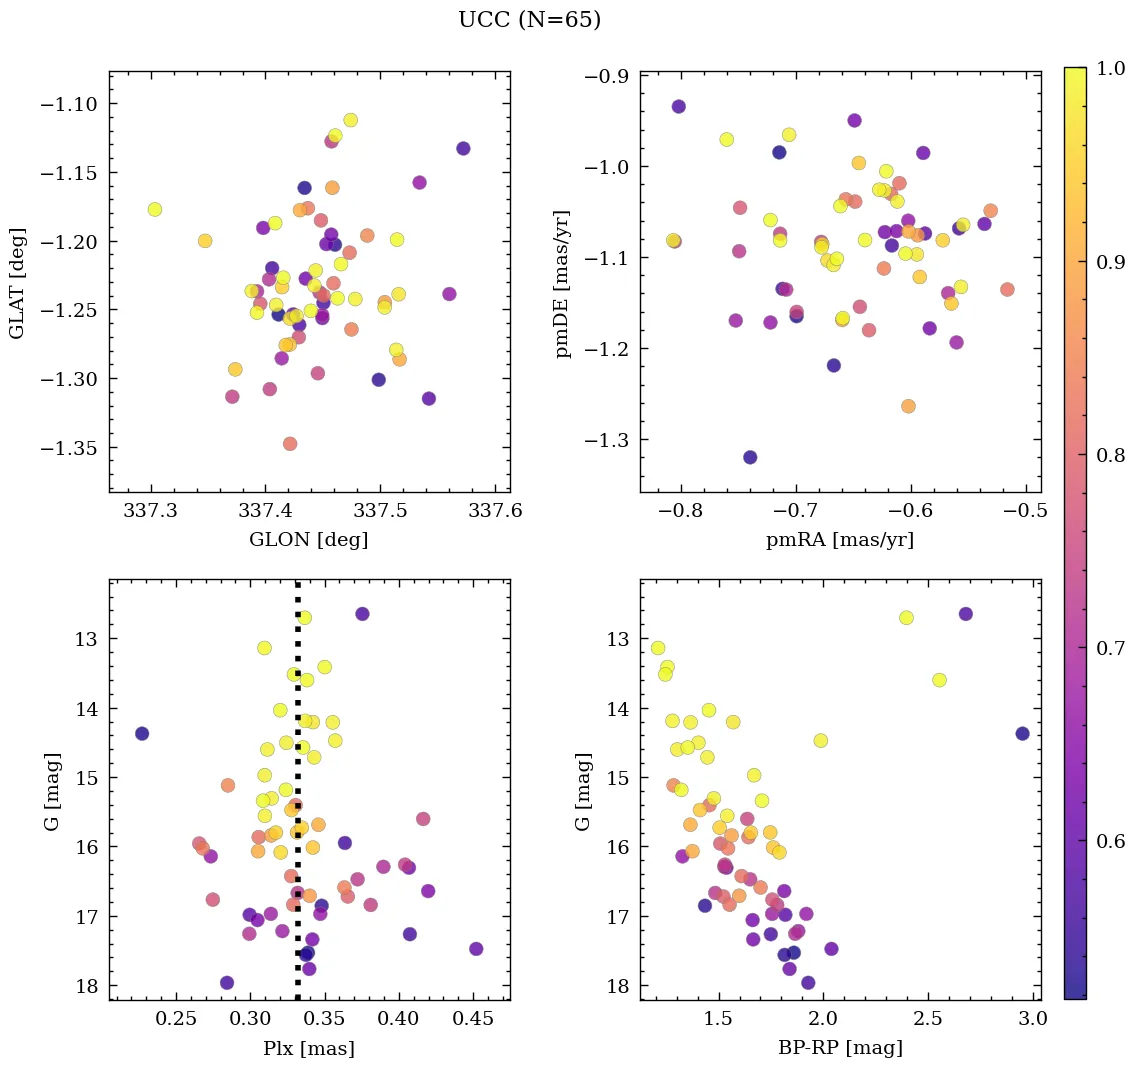 UCC (N=65)
−1.10
−1.15
−1.20
−1.25
−1.30
−1.35
GLAT [deg]
337.3 337.4 337.5 337.6
GLON [deg]
−0.9
−1.0
−1.1
−1.2
−1.3
pmDE [mas/yr]
−0.8 −0.7 −0.6 −0.5
pmRA [mas/yr]
13
14
15
16
17
18
G [mag]
0.25 0.30 0.35 0.40 0.45
Plx [mas]
13
14
15
16
17
18
G [mag]
1.5 2.0 2.5 3.0
BP-RP [mag]
1.0
0.9
0.8
0.7
0.6